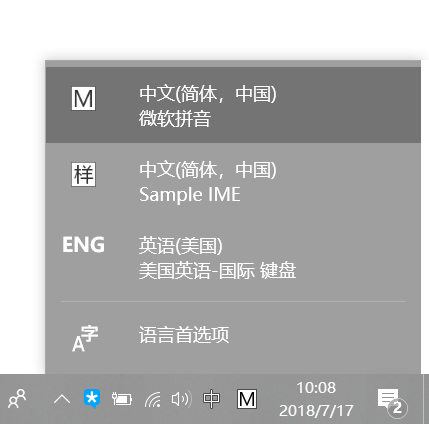 M
中文(简体，中国)
微软拼音
样
中文(简体，中国)
Sample IME
ENG
英语(美国)
美国英语-国际 键盘
A字
语言首选项
中
M
10:08
2018/7/17
2